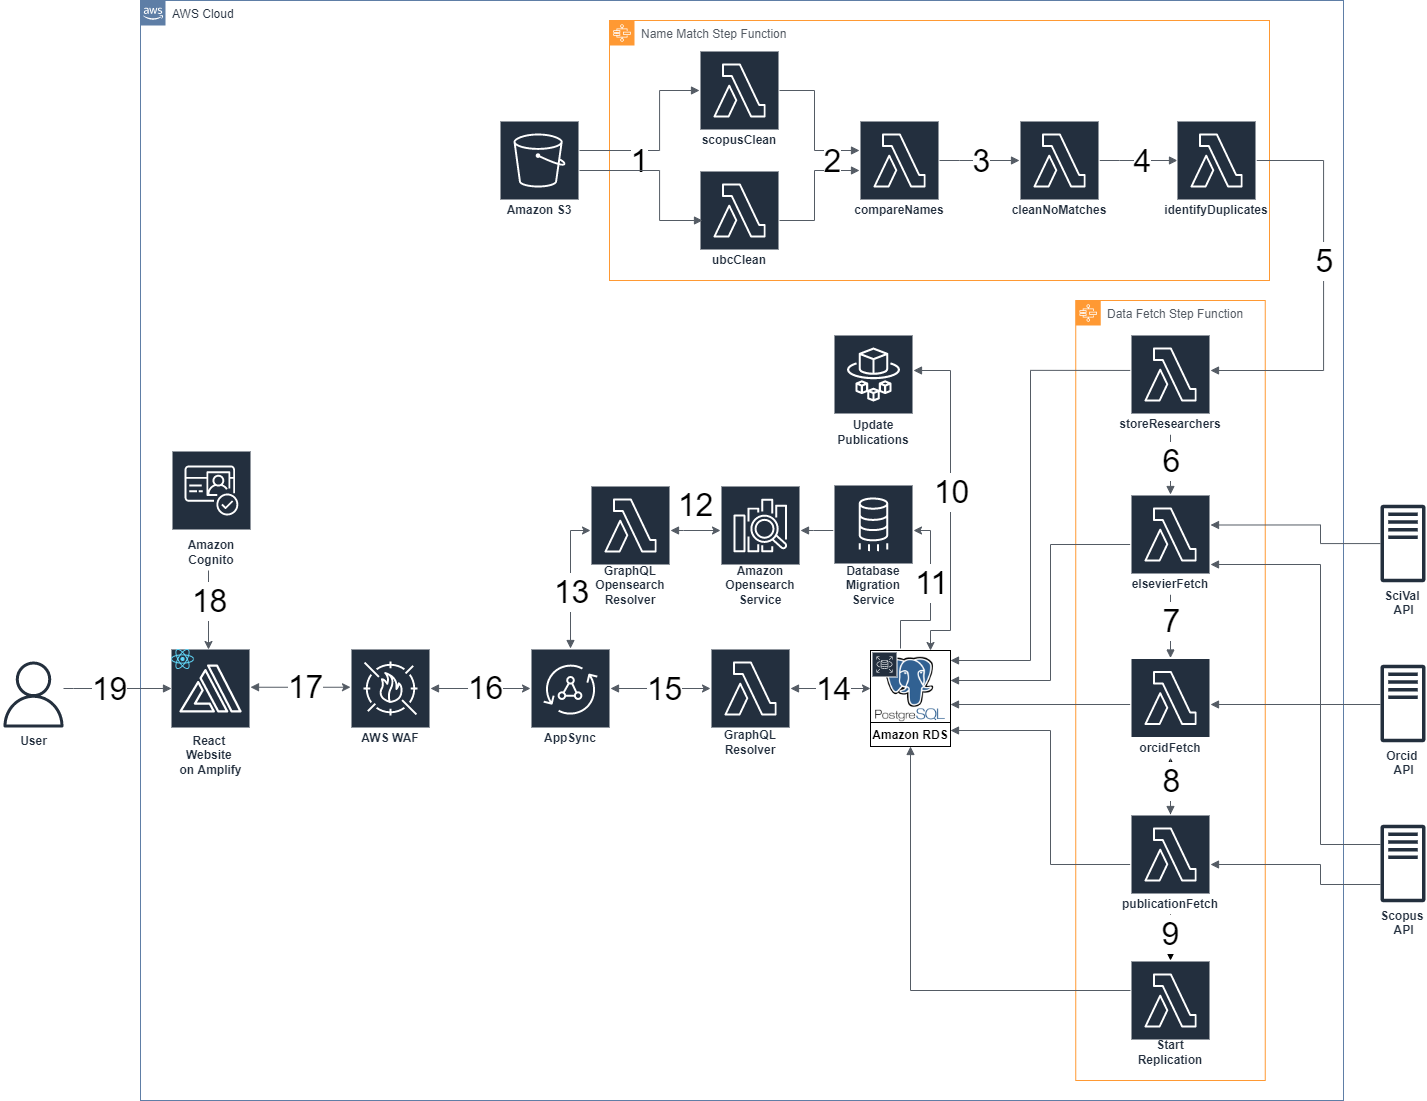 aws
AWS Cloud
Name Match Step Function
scopusClean
1
2
3
4
Amazon S3
compareNames
cleanNoMatches
identifyDuplicates
ubcClean
5
Data Fetch Step Function
Update
Publications
storeResearchers
6
10
12
Amazon
Cognito
GraphQL
Opensearch
Resolver
Amazon
Opensearch
Service
Database
Migration
Service
11
elsevierFetch
SciVal
API
13
18
7
19
17
16
15
14
PostgreSQL
Amazon RDS
User
React
Website
on Amplify
AWS WAF
AppSync
GraphQL
Resolver
orcidFetch
Orcid
API
8
publicationFetch
Scopus
API
9
Start
Replication